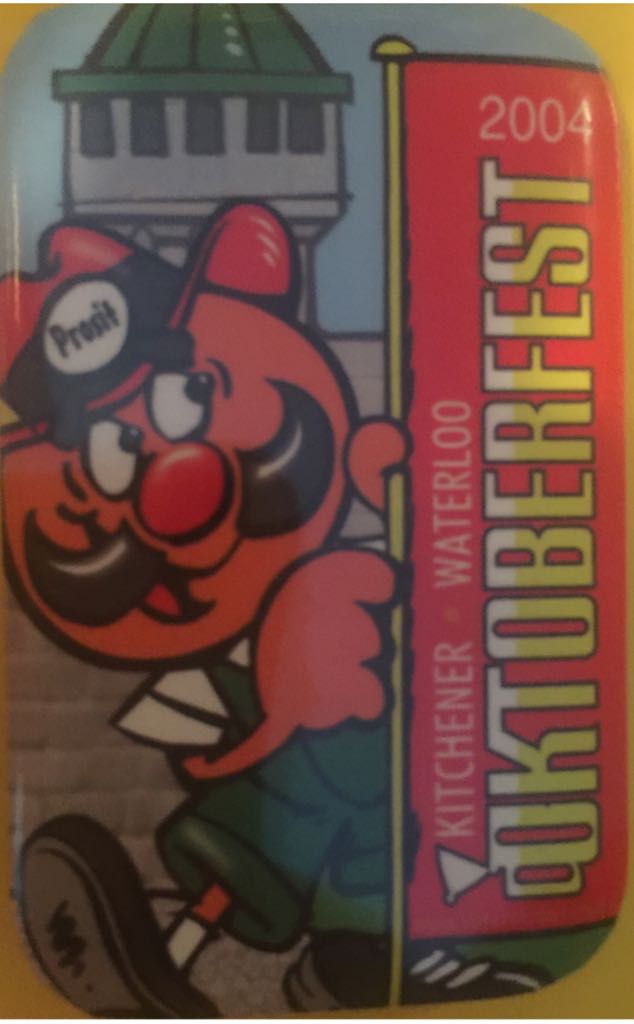 2004
KITCHENER • WATERLOO
OKTOBERFEST
Prosit